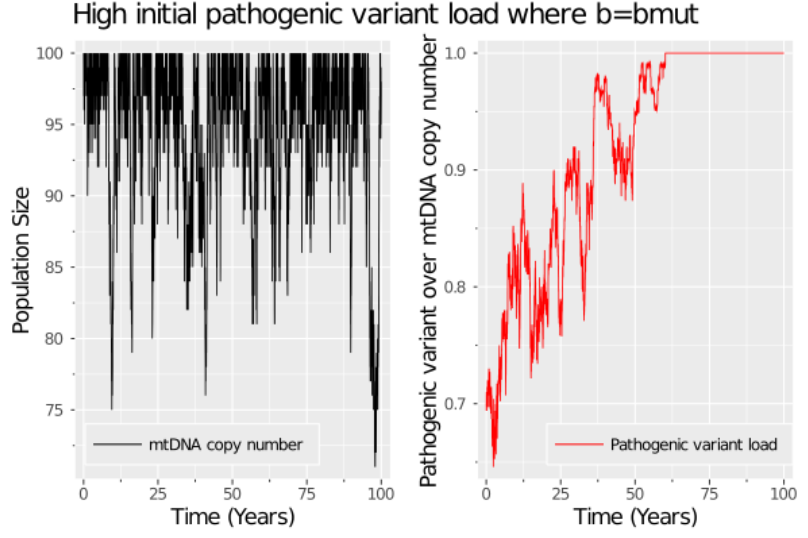 High initial pathogenic variant load where b=bmut
Population Size
100
95
90
85
80
75
mtDNA copy number
0
25
50
75
100
Time (Years)
Pathogenic variant over mtDNA copy number
1.0
0.9
0.8
0.7
Pathogenic variant load
0
25
50
75
100
Time (Years)